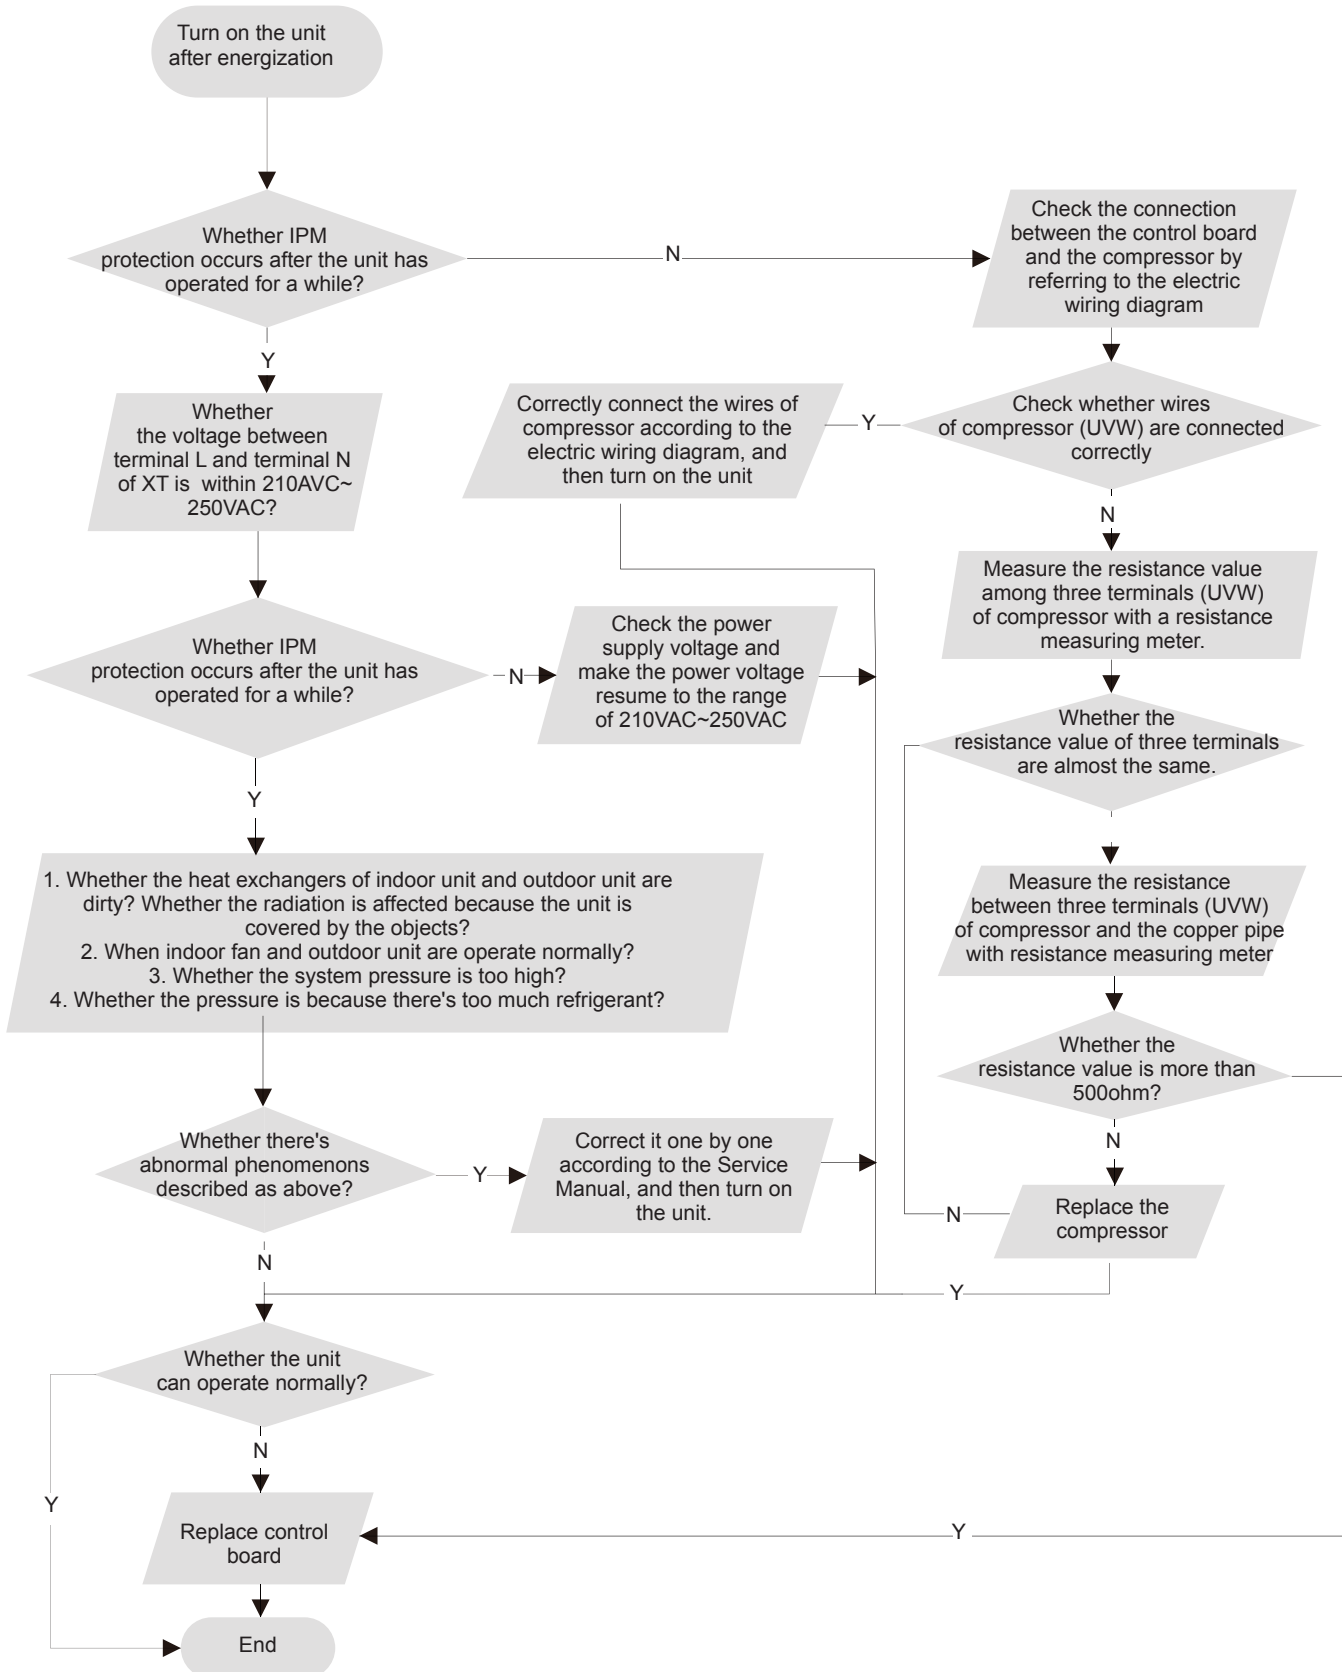 Turn on the unit
after energization
Whether IPM
protection occurs after the unit has
operated for a while?
N
Check the connection
between the control board
and the compressor by
referring to the electric
wiring diagram
Y
Whether
the voltage between
terminal L and terminal N
of XT is within 210AVC~
250VAC?
Correctly connect the wires of
compressor according to the
electric wiring diagram, and
then turn on the unit
Y
Check whether wires
of compressor (UVW) are connected
correctly
N
Measure the resistance value
among three terminals (UVW)
of compressor with a resistance
measuring meter.
Whether IPM
protection occurs after the unit has
operated for a while?
N
Check the power
supply voltage and
make the power voltage
resume to the range
of 210VAC~250VAC
Whether the
resistance value of three terminals
are almost the same.
Y
1. Whether the heat exchangers of indoor unit and outdoor unit are
dirty? Whether the radiation is affected because the unit is
covered by the objects?
2. When indoor fan and outdoor unit are operate normally?
3. Whether the system pressure is too high?
4. Whether the pressure is because there's too much refrigerant?
Measure the resistance
between three terminals (UVW)
of compressor and the copper pipe
with resistance measuring meter
Whether the
resistance value is more than
500ohm?
N
Whether there's
abnormal phenomenons
described as above?
Y
Correct it one by one
according to the Service
Manual, and then turn on
the unit.
N
Replace the
compressor
N
Y
Whether the unit
can operate normally?
N
Y
Replace control
board
Y
End